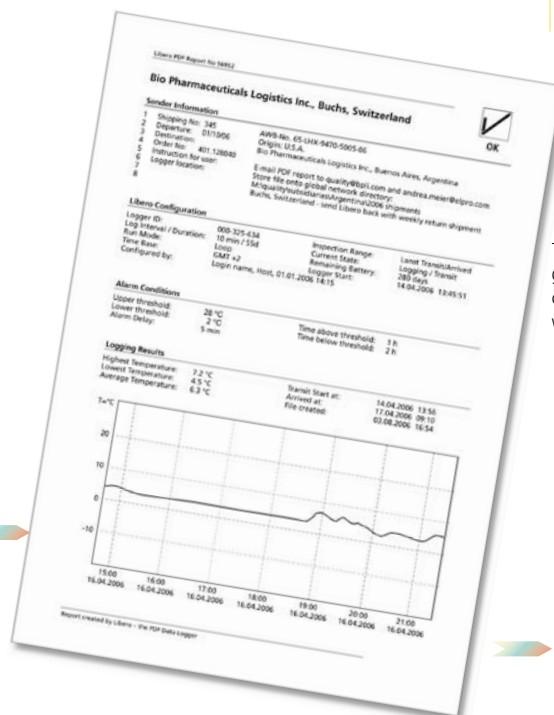 Libero PDF Report No 56952
Bio Pharmaceuticals Logistics Inc., Buchs, Switzerland
OK
Sender Information
1 Shipping No: 345 AWB-No. 65-LHX-9470-5005-06
2 Departure: 01/10/06 Origin: U.S.A.
3 Destination: Bio Pharmaceuticals Logistics Inc., Buenos Aires, Argentina
4 Order No: 401.128040
5 Instruction for user: E-mail PDF report to quality@bpli.com and andrea.meier@elpro.com
6 Logger location: Store file onto global network directory:
7 M:\quality\subsidiarias\Argentina\2006 shipments
8 Buchs, Switzerland - send Libero back with weekly return shipment
Libero Configuration
Logger ID: 000-325-634 Inspection Range: Lanst Transit/Arrived
Log Interval / Duration: 10 min / 55d Current State: Logging / Transit
Run Mode: Loop Remaining Battery: 280 days
Time Base: GMT +2 Logger Start: 14.04.2006 13:45:51
Configured by: Login name, Host, 01.01.2006 14:15
Alarm Conditions
Upper threshold: 28 °C Time above threshold: 1 h
Lower threshold: 2 °C Time below threshold: 2 h
Alarm Delay: 5 min
Logging Results
Highest Temperature: 7.2 °C Transit Start at: 14.04.2006 13:56
Lowest Temperature: 4.5 °C Arrived at: 17.04.2006 09:10
Average Temperature: 6.3 °C File created: 03.08.2006 16:54
T=°C
20
10
0
-10
15:00 16:00 17:00 18:00 19:00 20:00 21:00
16.04.2006 16.04.2006 16.04.2006 16.04.2006 16.04.2006 16.04.2006 16.04.2006
Report created by Libero - the PDF Data Logger